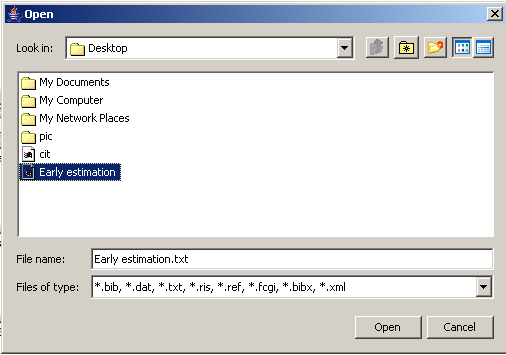 Open
Look in: Desktop
My Documents
My Computer
My Network Places
pic
cit
Early estimation
File name: Early estimation.txt
Files of type: *.bib, *.dat, *.txt, *.ris, *.ref, *.fcgi, *.bibx, *.xml
Open Cancel